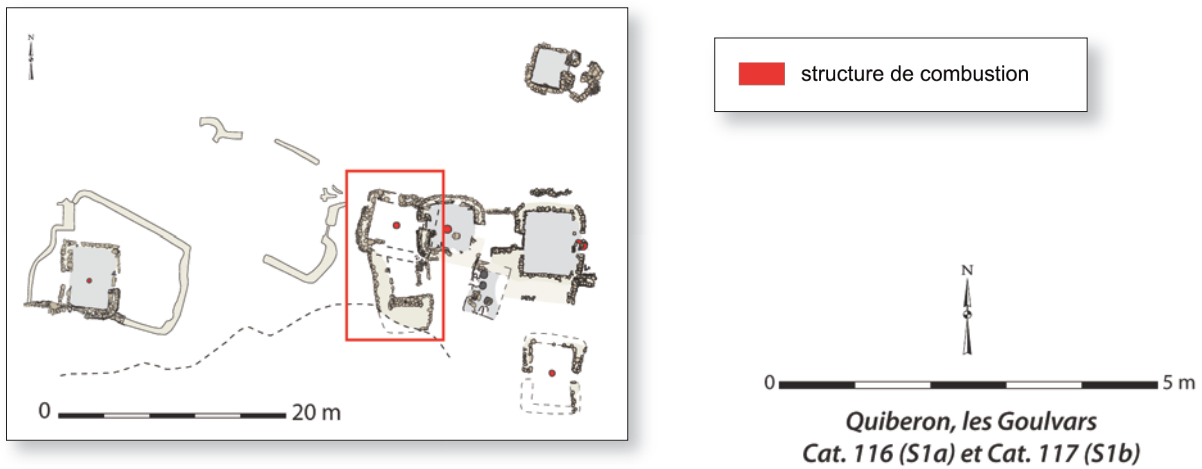 N
0 20 m
structure de combustion
N
0 5 m
Quiberon, les Goulvars
Cat. 116 (S1a) et Cat. 117 (S1b)